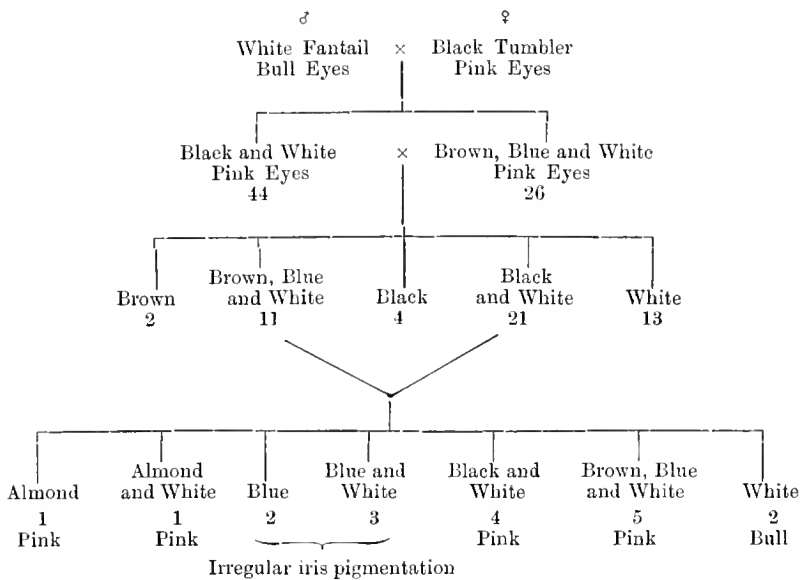 ♂ ♀
White Fantail × Black Tumbler
Bull Eyes Pink Eyes
Black and White × Brown, Blue and White
Pink Eyes Pink Eyes
44 26
Brown, Blue Black
Brown and White Black and White White
2 11 4 21 13
Almond Blue and Black and Brown, Blue
Almond and White Blue White White and White White
1 1 2 3 4 5 2
Pink Pink Pink Pink Bull
Irregular iris pigmentation